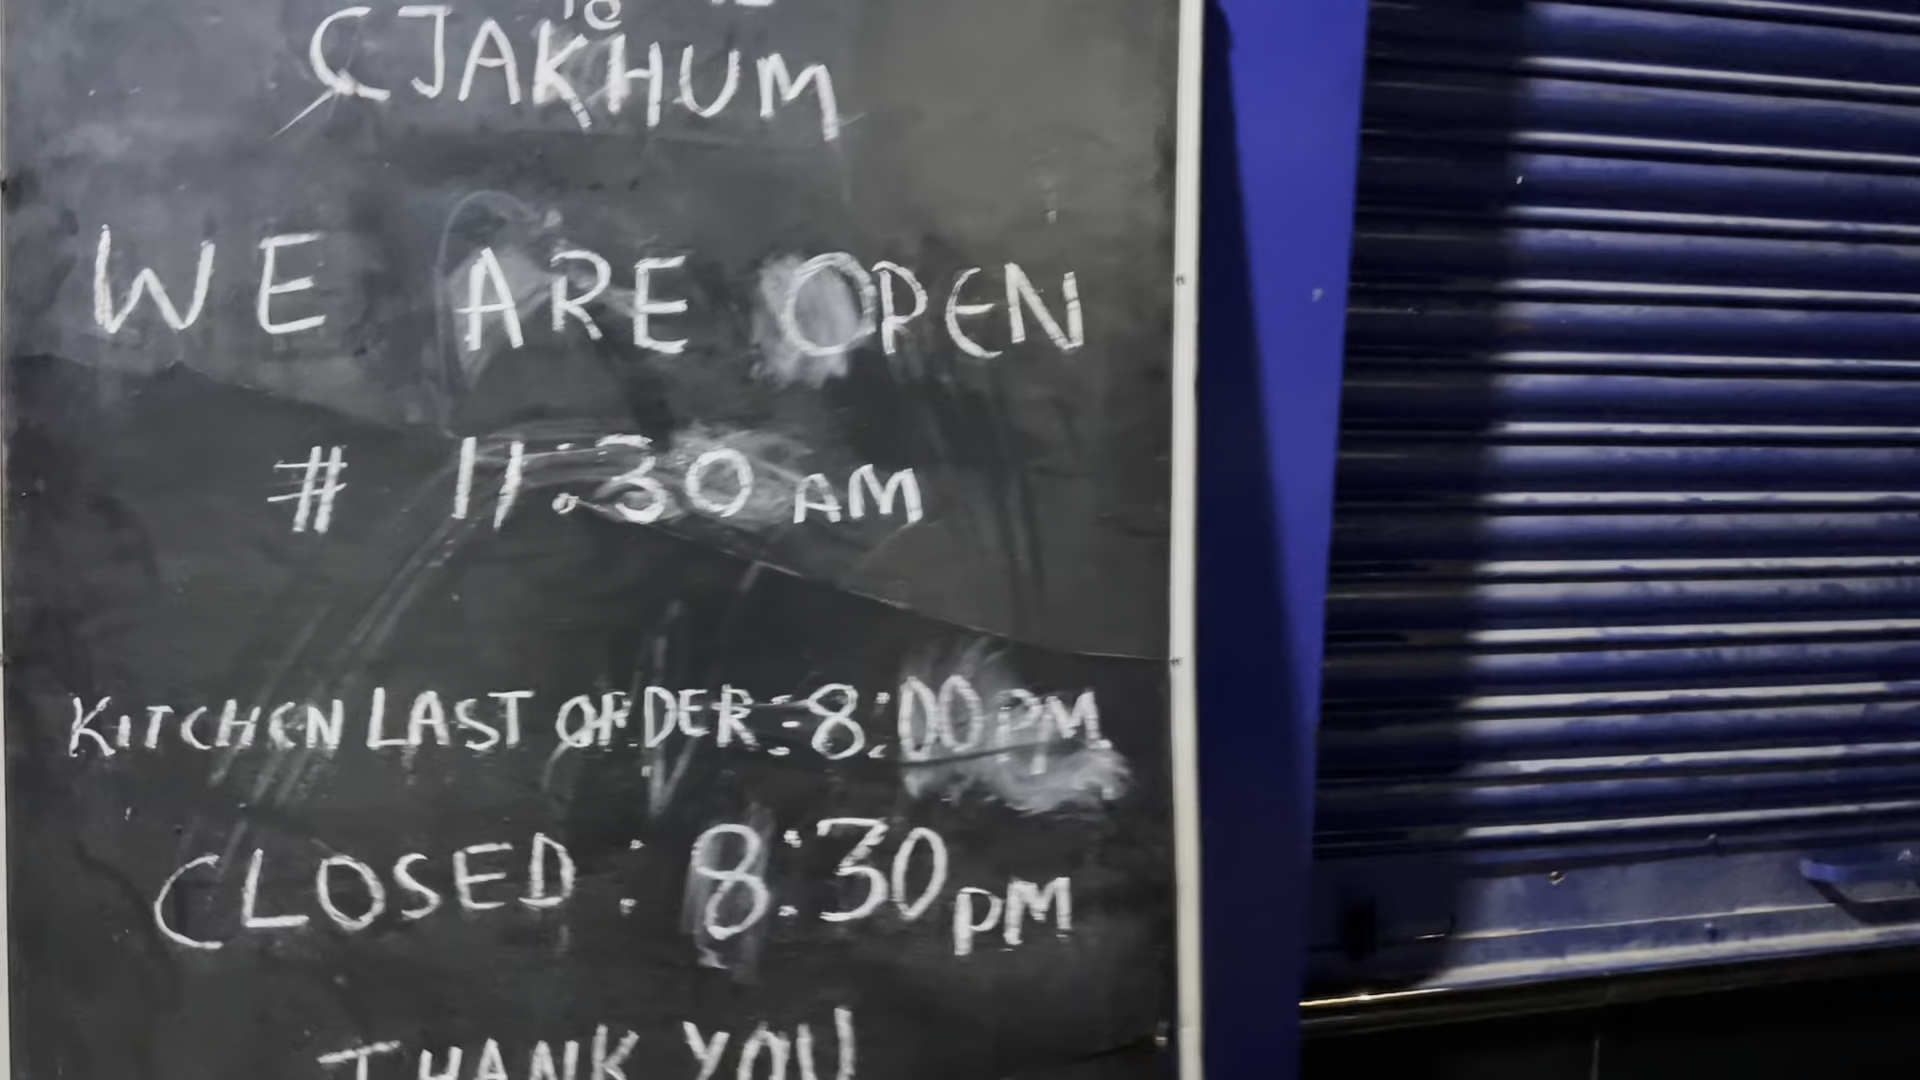 CJAKHUM
WE ARE OPEN
# 11:30 AM
KITCHEN LAST ORDER:-8:00 PM
CLOSED : 8:30 PM
THANK YOU